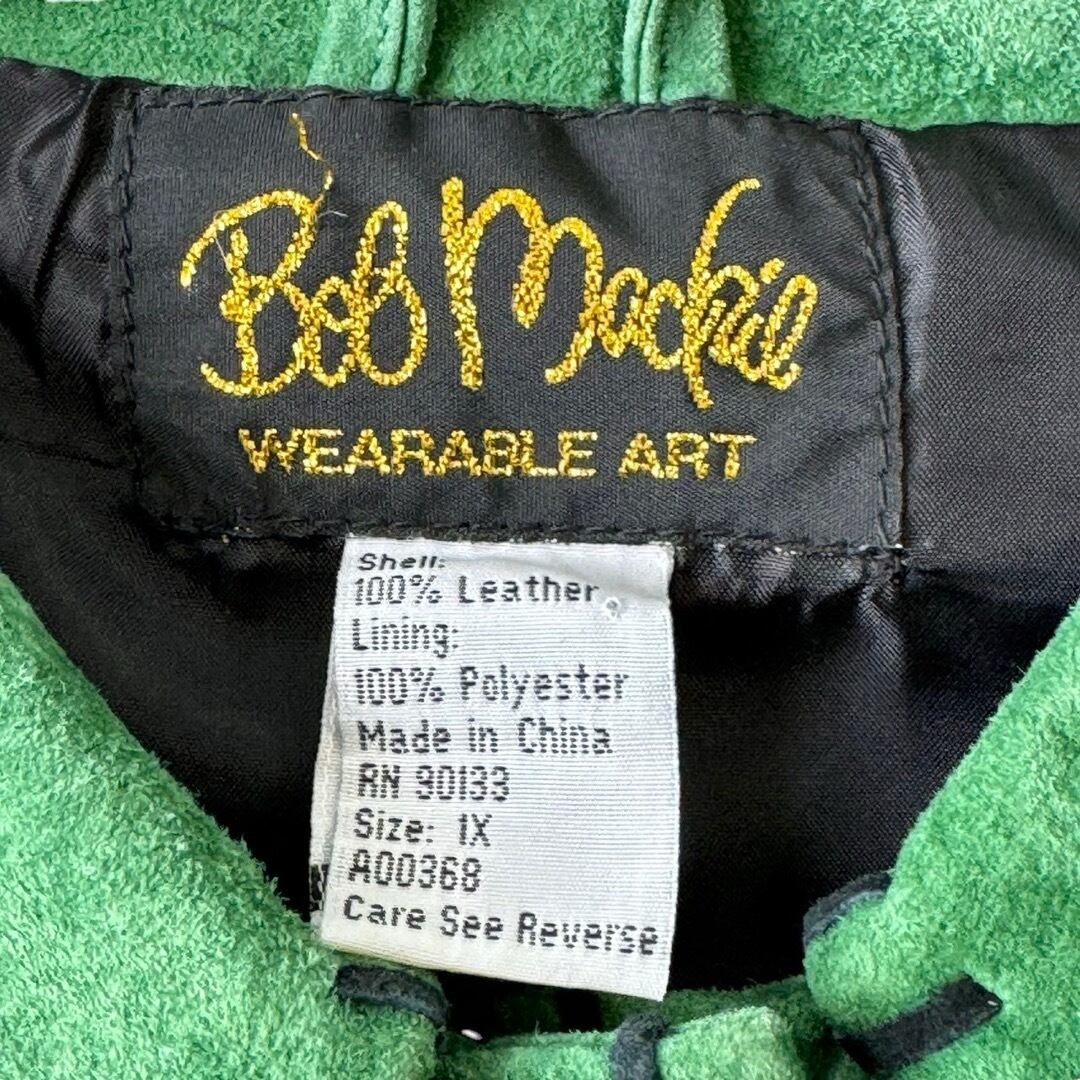 Bob Mackie
WEARABLE ART
Shell:
100% Leather
Lining:
100% Polyester
Made in China
RN 90133
Size: 1X
A00368
Care See Reverse